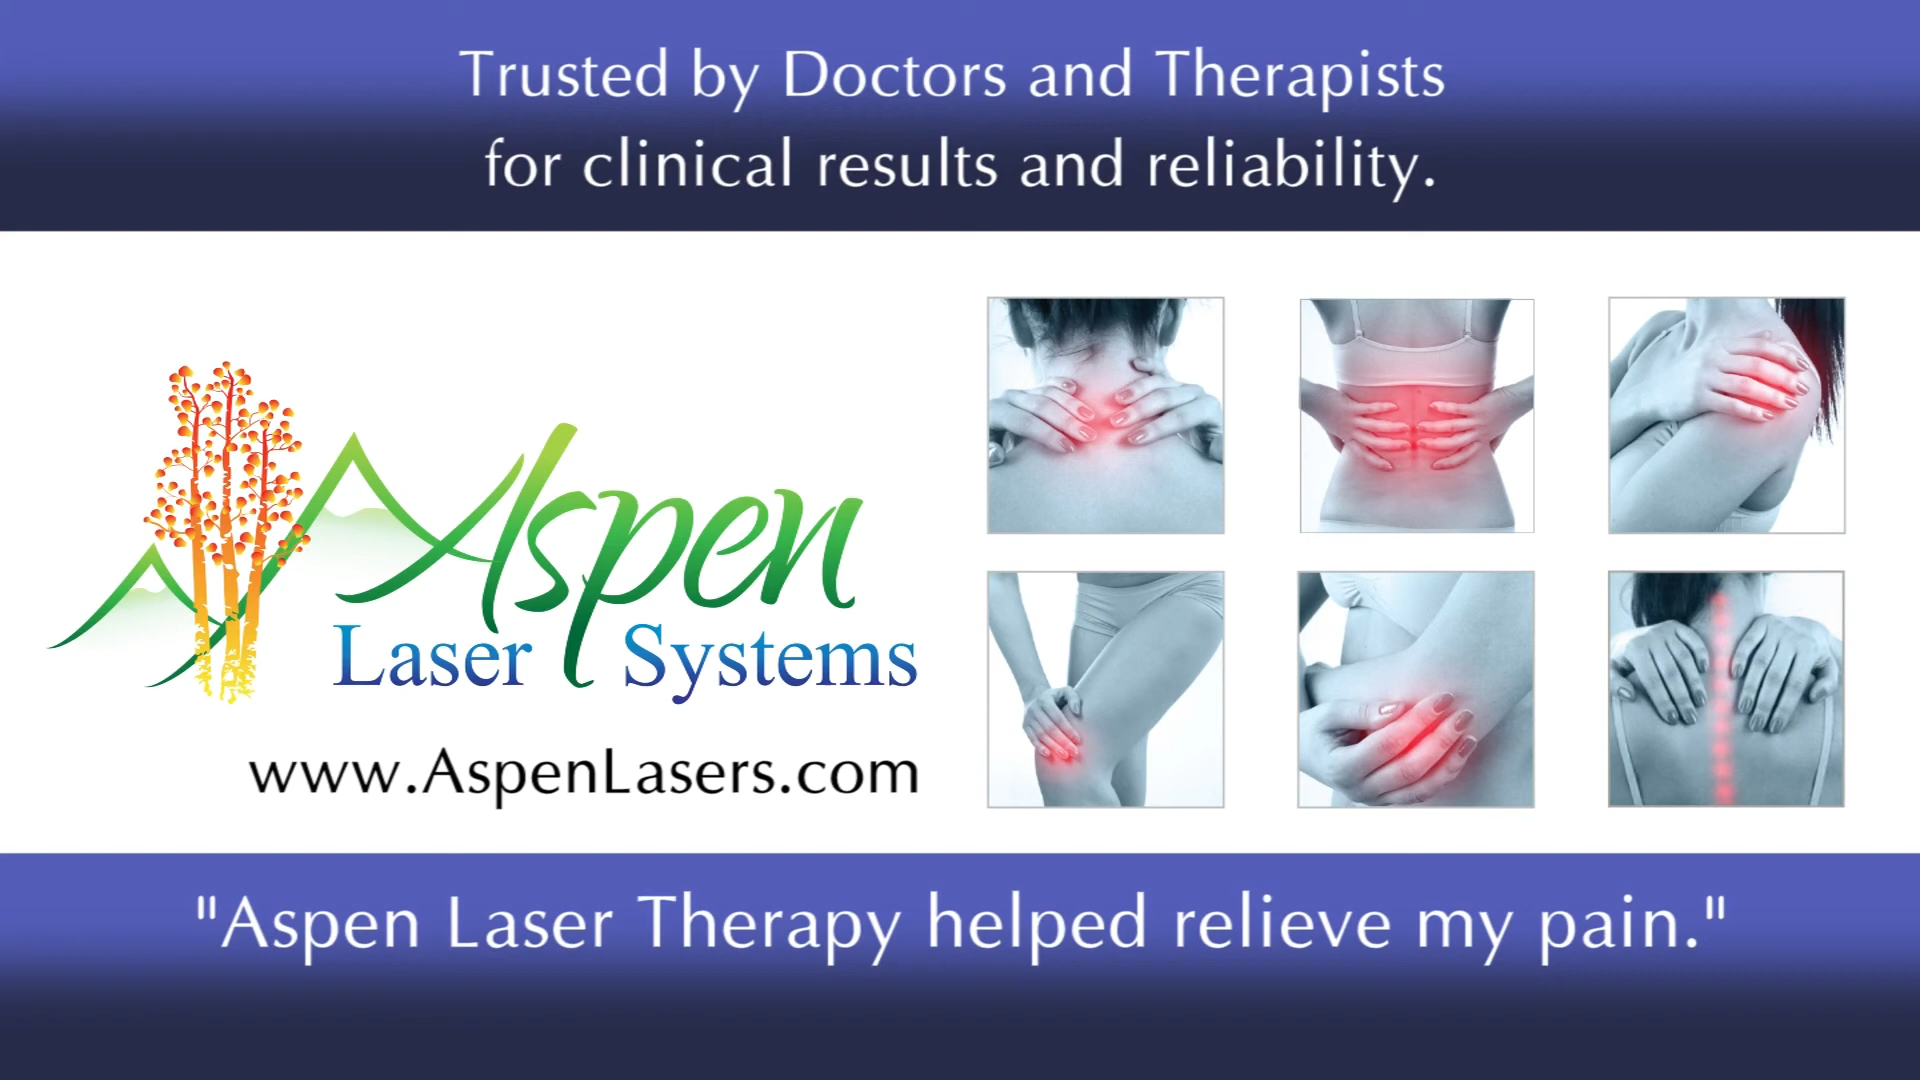 Trusted by Doctors and Therapists
for clinical results and reliability.
Aspen
Laser Systems
www.AspenLasers.com
"Aspen Laser Therapy helped relieve my pain."